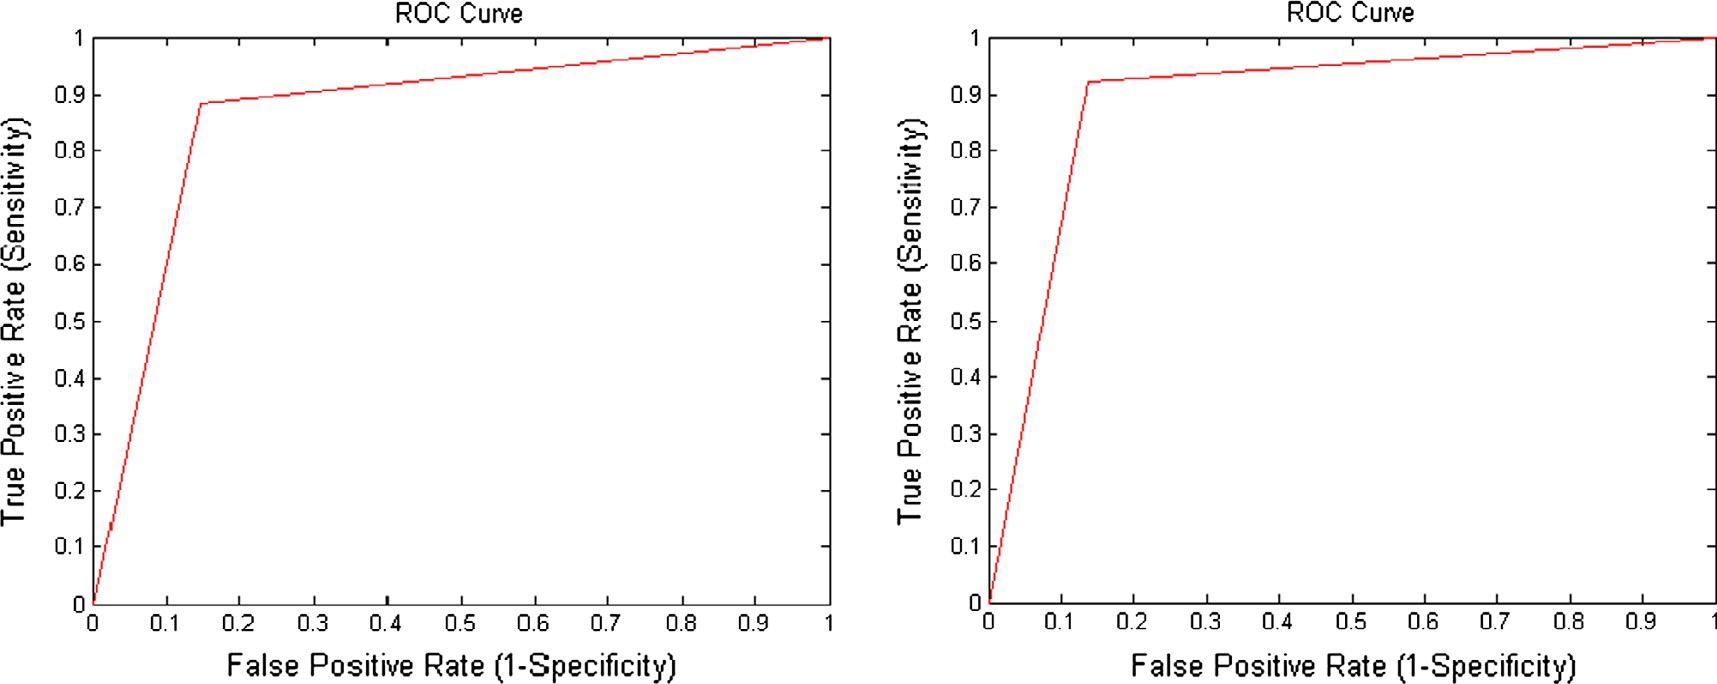 ROC Curve
True Positive Rate (Sensitivity)
1
0.9
0.8
0.7
0.6
0.5
0.4
0.3
0.2
0.1
0
0 0.1 0.2 0.3 0.4 0.5 0.6 0.7 0.8 0.9 1
False Positive Rate (1-Specificity)
ROC Curve
True Positive Rate (Sensitivity)
1
0.9
0.8
0.7
0.6
0.5
0.4
0.3
0.2
0.1
0
0 0.1 0.2 0.3 0.4 0.5 0.6 0.7 0.8 0.9 1
False Positive Rate (1-Specificity)